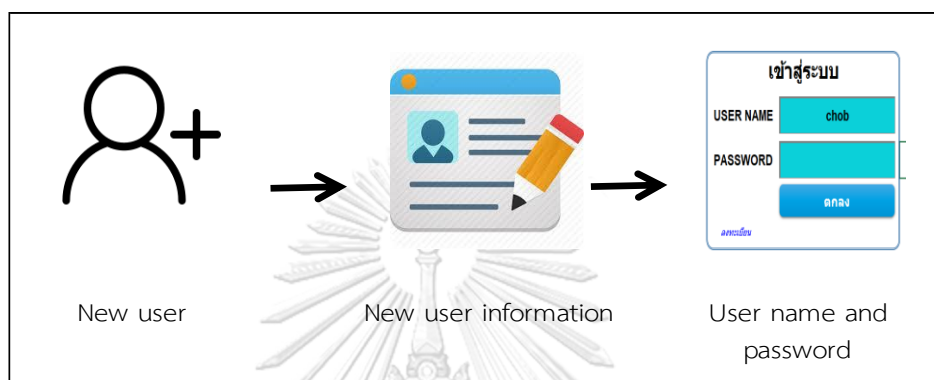 เข้าสู่ระบบ
USER NAME chob
PASSWORD
ตกลง
ลงทะเบียน
New user
New user information
User name and
password